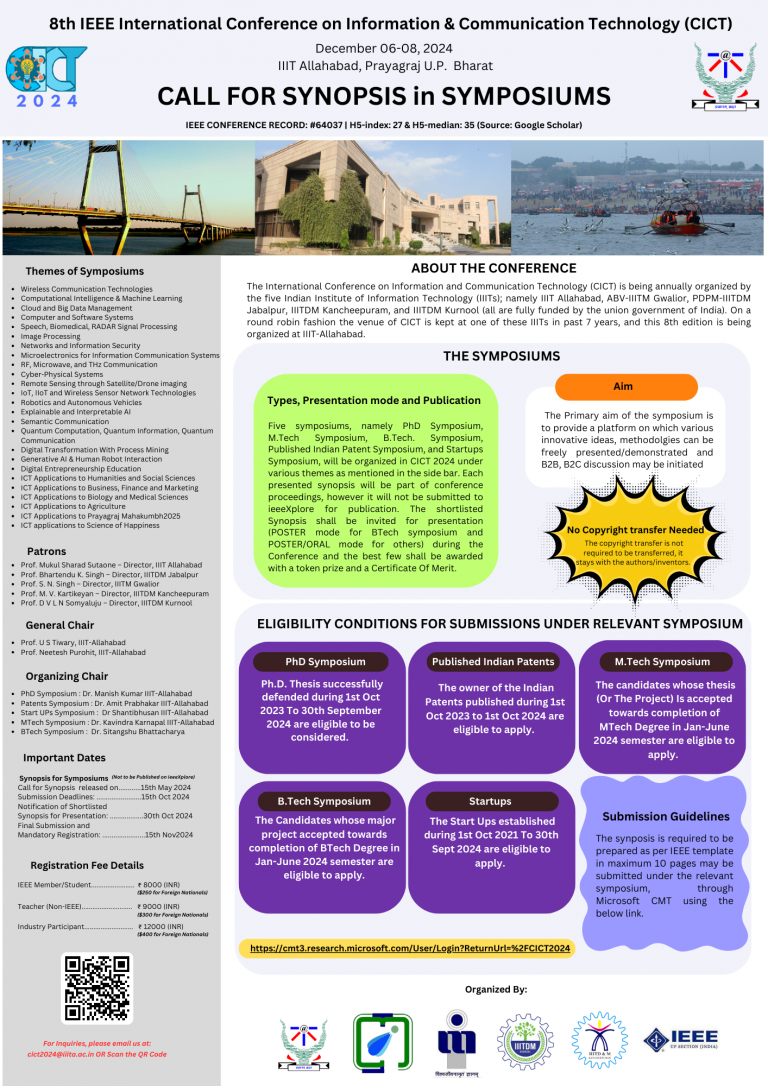 8th IEEE International Conference on Information & Communication Technology (CICT)
December 06-08, 2024
IIIT Allahabad, Prayagraj U.P.  Bharat
CICT
2024
CALL FOR SYNOPSIS in SYMPOSIUMS
IEEE CONFERENCE RECORD: #64037 | H5-index: 27 & H5-median: 35 (Source: Google Scholar)
Themes of Symposiums
Wireless Communication Technologies
Computational Intelligence & Machine Learning
Cloud and Big Data Management
Computer and Software Systems
Speech, Biomedical, RADAR Signal Processing
Image Processing
Networks and Information Security
Microelectronics for Information Communication Systems
RF, Microwave, and THz Communication
Cyber-Physical Systems
Remote Sensing through Satellite/Drone imaging
IoT, IIoT and Wireless Sensor Network Technologies
Robotics and Autonomous Vehicles
Explainable and Interpretable AI
Semantic Communication
Quantum Computation, Quantum Information, Quantum
Communication
Digital Transformation With Process Mining
Generative AI & Human Robot Interaction
Digital Entrepreneurship Education
ICT Applications to Humanities and Social Sciences
ICT Applications to Business, Finance and Marketing
ICT Applications to Biology and Medical Sciences
ICT Applications to Agriculture
ICT Applications to Prayagraj Mahakumbh2025
ICT applications to Science of Happiness
Patrons
Prof. Mukul Sharad Sutaone – Director, IIIT Allahabad
Prof. Bhartendu K. Singh – Director, IIITDM Jabalpur
Prof. S. N. Singh – Director, IIITM Gwalior
Prof. M. V. Kartikeyan – Director, IIITDM Kancheepuram
Prof. D V L N Somyaluju – Director, IIITDM Kurnool
General Chair
Prof. U S Tiwary, IIIT-Allahabad
Prof. Neetesh Purohit, IIIT-Allahabad
Organizing Chair
PhD Symposium : Dr. Manish Kumar IIIT-Allahabad
Patents Symposium : Dr. Amit Prabhakar IIIT-Allahabad
Start UPs Symposium :  Dr Shantibhusan IIIT-Allahabad
MTech Symposium : Dr. Kavindra Karnapal IIIT-Allahabad
BTech Symposium :  Dr. Sitangshu Bhattacharya
Important Dates
Synopsis for Symposiums (Not to be Published on ieeeXplore)
Call for Synopsis  released on...........15th May 2024
Submission Deadlines: ......................15th Oct 2024
Notification of Shortlisted
Synopsis for Presentation: ................30th Oct 2024
Final Submission and
Mandatory Registration: .....................15th Nov2024
Registration Fee Details
IEEE Member/Student...................... ₹ 8000 (INR)
($250 for Foreign Nationals)
Teacher (Non-IEEE).......................... ₹ 9000 (INR)
($300 for Foreign Nationals)
Industry Participant......................... ₹ 12000 (INR)
($400 for Foreign Nationals)
For Inquiries, please email us at:
cict2024@iiita.ac.in OR Scan the QR Code
ABOUT THE CONFERENCE
The International Conference on Information and Communication Technology (CICT) is being annually organized by
the five Indian Institute of Information Technology (IIITs); namely IIIT Allahabad, ABV-IIITM Gwalior, PDPM-IIITDM
Jabalpur, IIITDM Kancheepuram, and IIITDM Kurnool (all are fully funded by the union government of India). On a
round robin fashion the venue of CICT is kept at one of these IIITs in past 7 years, and this 8th edition is being
organized at IIIT-Allahabad.
THE SYMPOSIUMS
Types, Presentation mode and Publication
Five symposiums, namely PhD Symposium,
M.Tech Symposium, B.Tech. Symposium,
Published Indian Patent Symposium, and Startups
Symposium, will be organized in CICT 2024 under
various themes as mentioned in the side bar. Each
presented synopsis will be part of conference
proceedings, however it will not be submitted to
ieeeXplore for publication. The shortlisted
Synopsis shall be invited for presentation
(POSTER mode for BTech symposium and
POSTER/ORAL mode for others) during the
Conference and the best few shall be awarded
with a token prize and a Certificate Of Merit.
Aim
The Primary aim of the symposium is
to provide a platform on which various
innovative ideas, methodolgies can be
freely presented/demonstrated and
B2B, B2C discussion may be initiated
No Copyright transfer Needed
The copyright transfer is not
required to be transferred, it
stays with the authors/inventors.
ELIGIBILITY CONDITIONS FOR SUBMISSIONS UNDER RELEVANT SYMPOSIUM
PhD Symposium
Ph.D. Thesis successfully
defended during 1st Oct
2023 To 30th September
2024 are eligible to be
considered.
Published Indian Patents
The owner of the Indian
Patents published during 1st
Oct 2023 to 1st Oct 2024 are
eligible to apply.
M.Tech Symposium
The candidates whose thesis
(Or The Project) Is accepted
towards completion of
MTech Degree in Jan-June
2024 semester are eligible to
apply.
B.Tech Symposium
The Candidates whose major
project accepted towards
completion of BTech Degree in
Jan-June 2024 semester are
eligible to apply.
Startups
The Start Ups established
during 1st Oct 2021 To 30th
Sept 2024 are eligible to
apply.
Submission Guidelines
The synposis is required to be
prepared as per IEEE template
in maximum 10 pages may be
submitted under the relevant
symposium, through
Microsoft CMT using the
below link.
https://cmt3.research.microsoft.com/User/Login?ReturnUrl=%2FCICT2024
Organized By:
IIITDM
IIITD & M
IEEE
UP SECTION (INDIA)